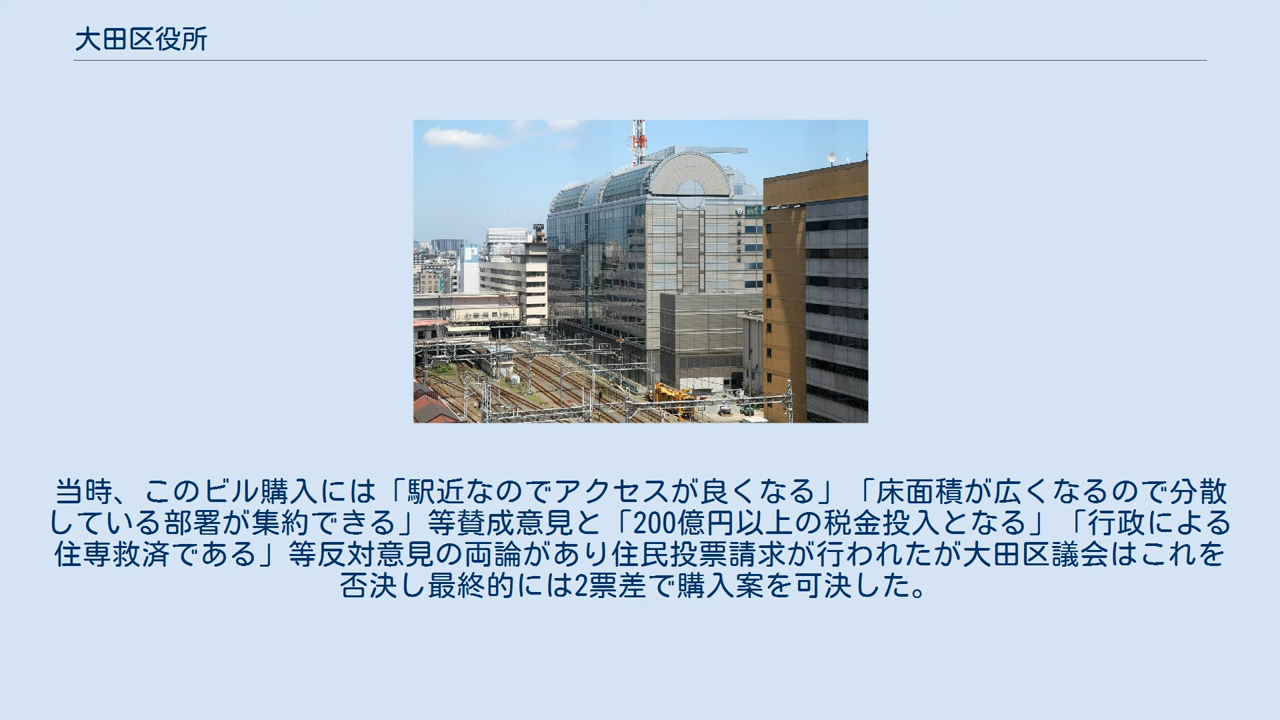 大田区役所
当時、このビル購入には「駅近なのでアクセスが良くなる」「床面積が広くなるので分散
している部署が集約できる」等賛成意見と「200億円以上の税金投入となる」「行政による
住専救済である」等反対意見の両論があり住民投票請求が行われたが大田区議会はこれを
否決し最終的には2票差で購入案を可決した。